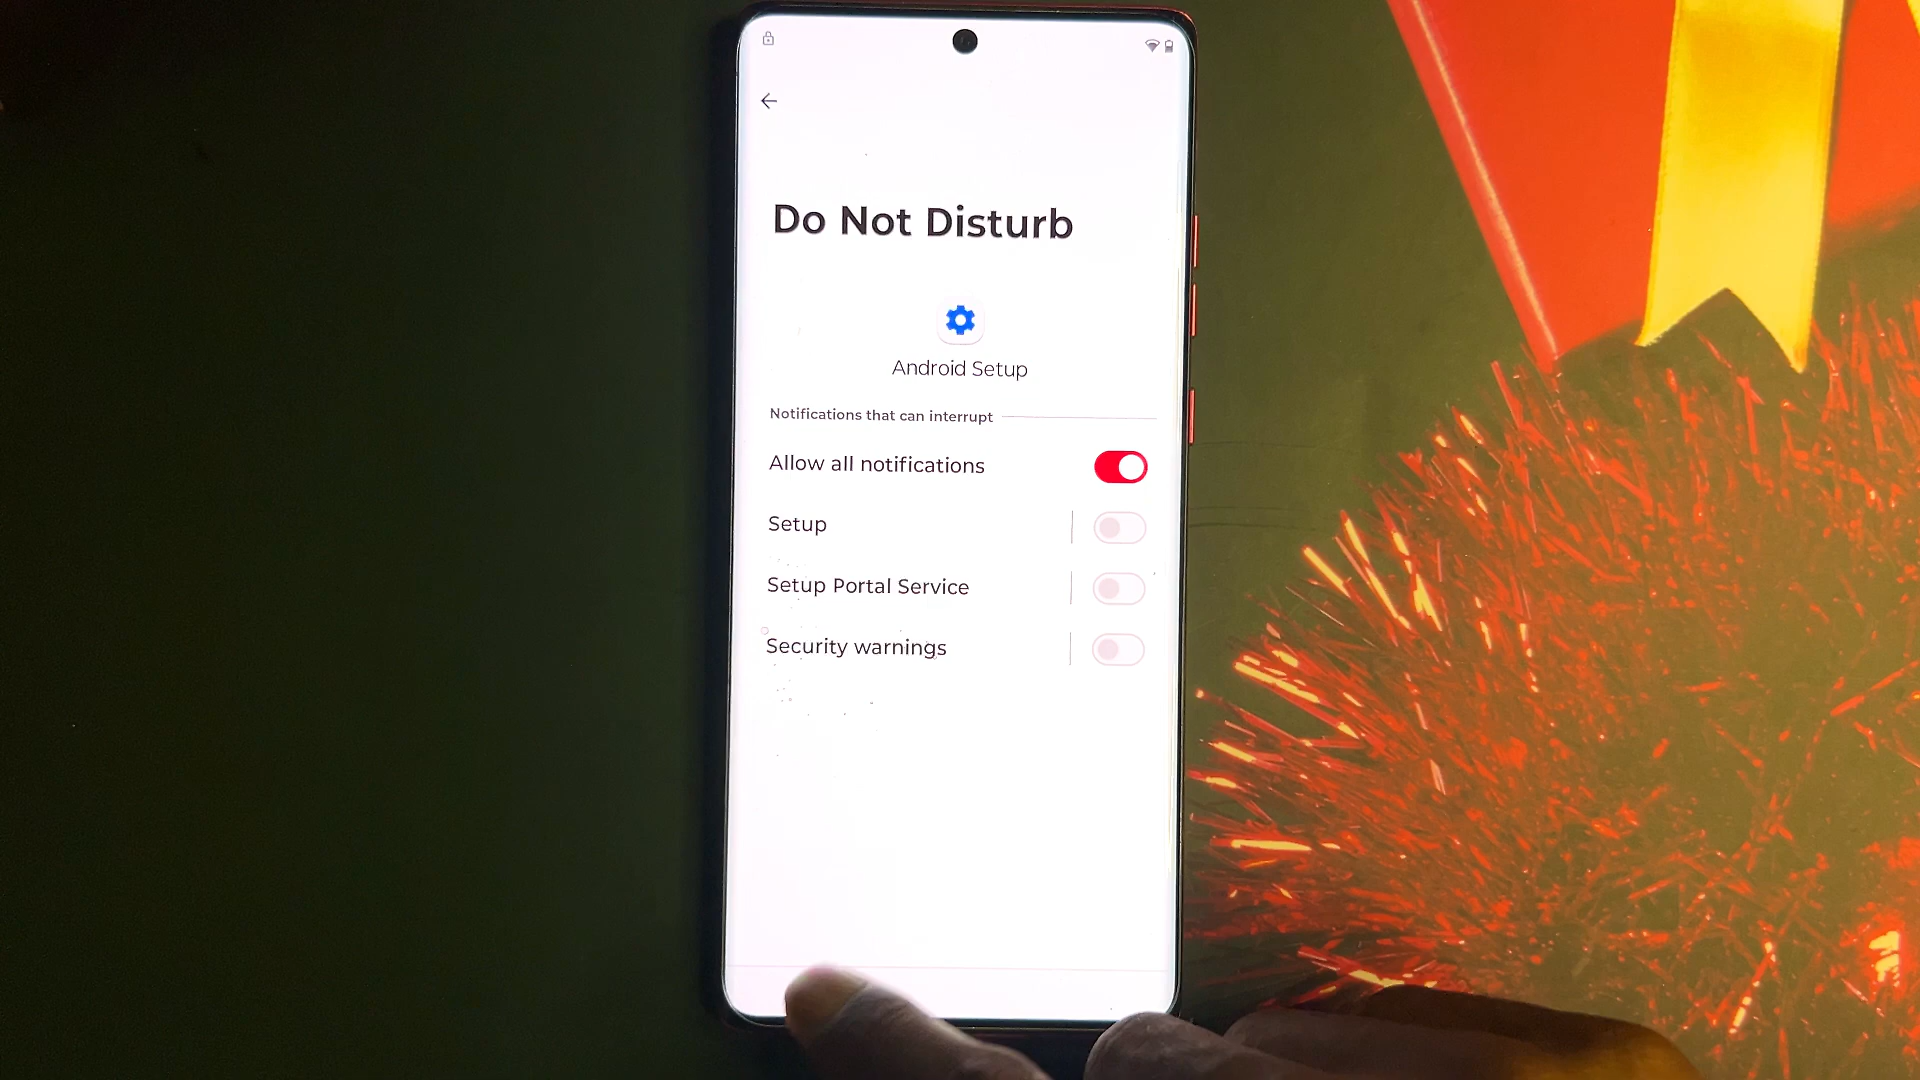 Do Not Disturb
Android Setup
Notifications that can interrupt
Allow all notifications
Setup
Setup Portal Service
Security warnings